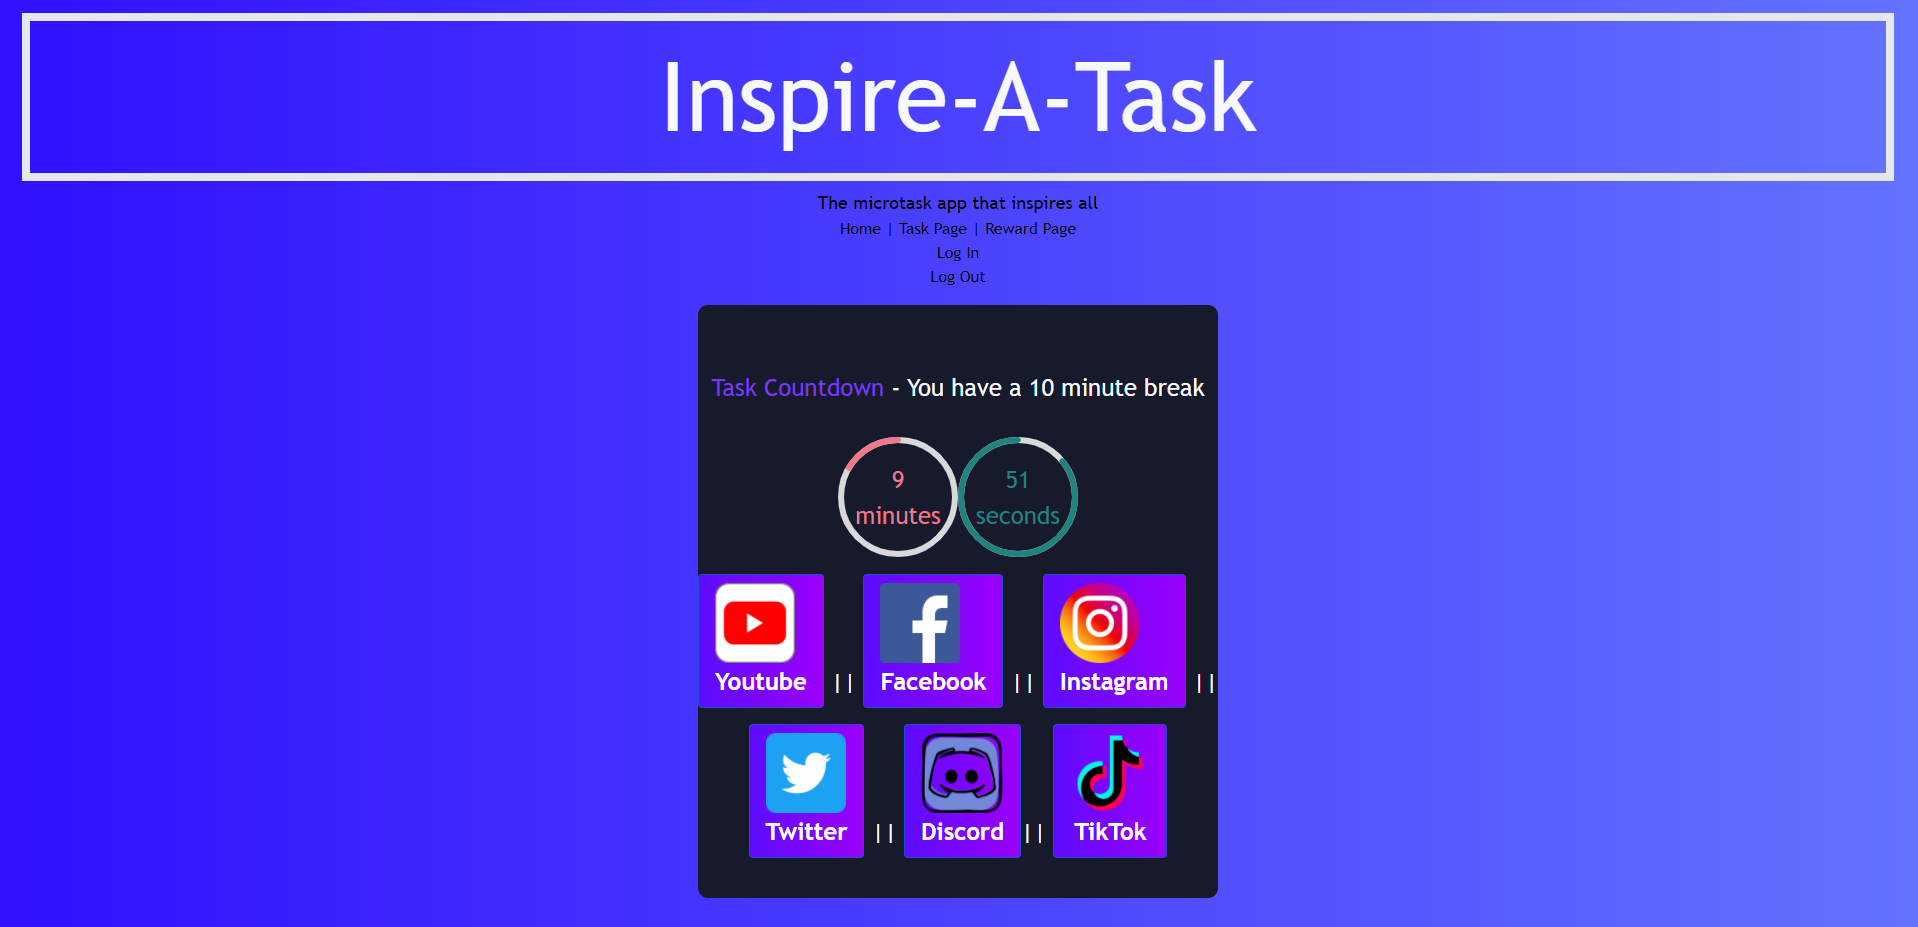 Inspire-A-Task
The microtask app that inspires all
Home | Task Page | Reward Page
Log In
Log Out
Task Countdown - You have a 10 minute break
9 51
minutes seconds
Youtube || Facebook || Instagram ||
Twitter || Discord || TikTok